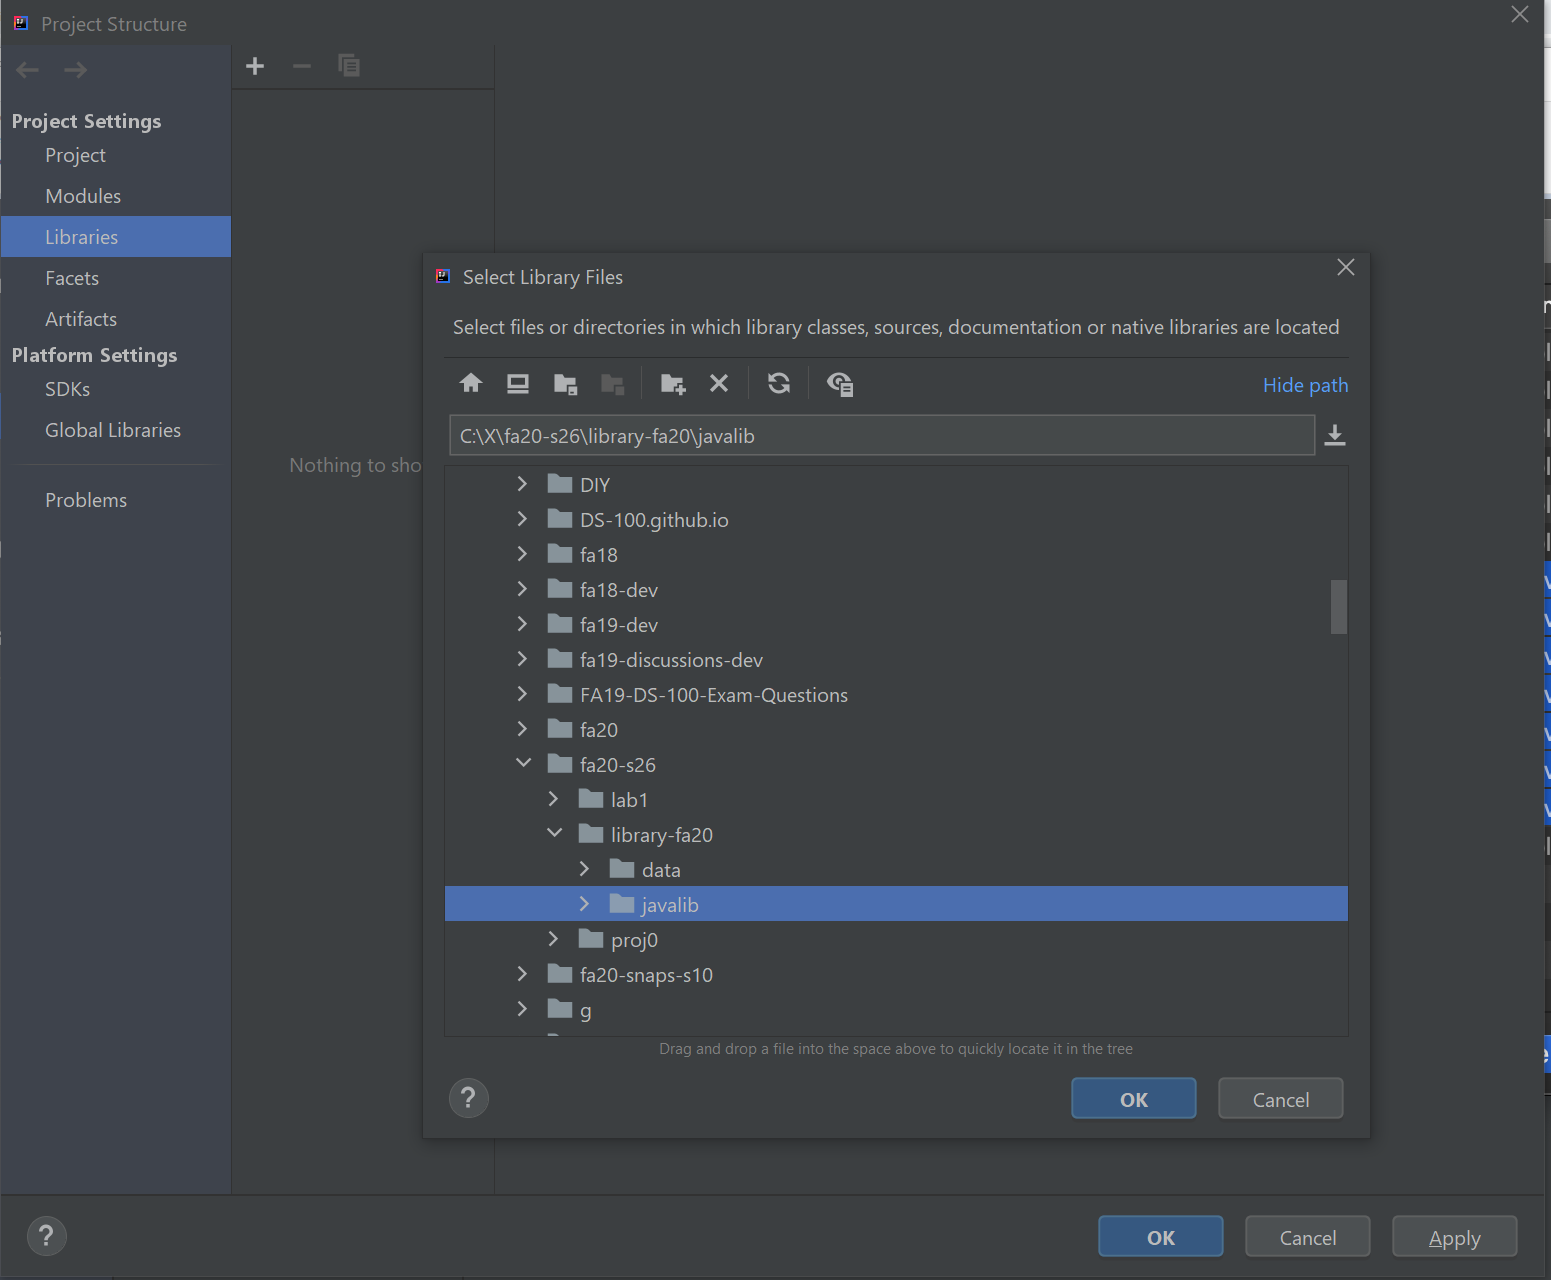 Project Structure
Project Settings
Project
Modules
Libraries
Facets
Artifacts
Platform Settings
SDKs
Global Libraries
Problems
Nothing to sho
Select Library Files
Select files or directories in which library classes, sources, documentation or native libraries are located
Hide path
C:\X\fa20-s26\library-fa20\javalib
DIY
DS-100.github.io
fa18
fa18-dev
fa19-dev
fa19-discussions-dev
FA19-DS-100-Exam-Questions
fa20
fa20-s26
lab1
library-fa20
data
javalib
proj0
fa20-snaps-s10
g
Drag and drop a file into the space above to quickly locate it in the tree
? OK Cancel
? OK Cancel Apply